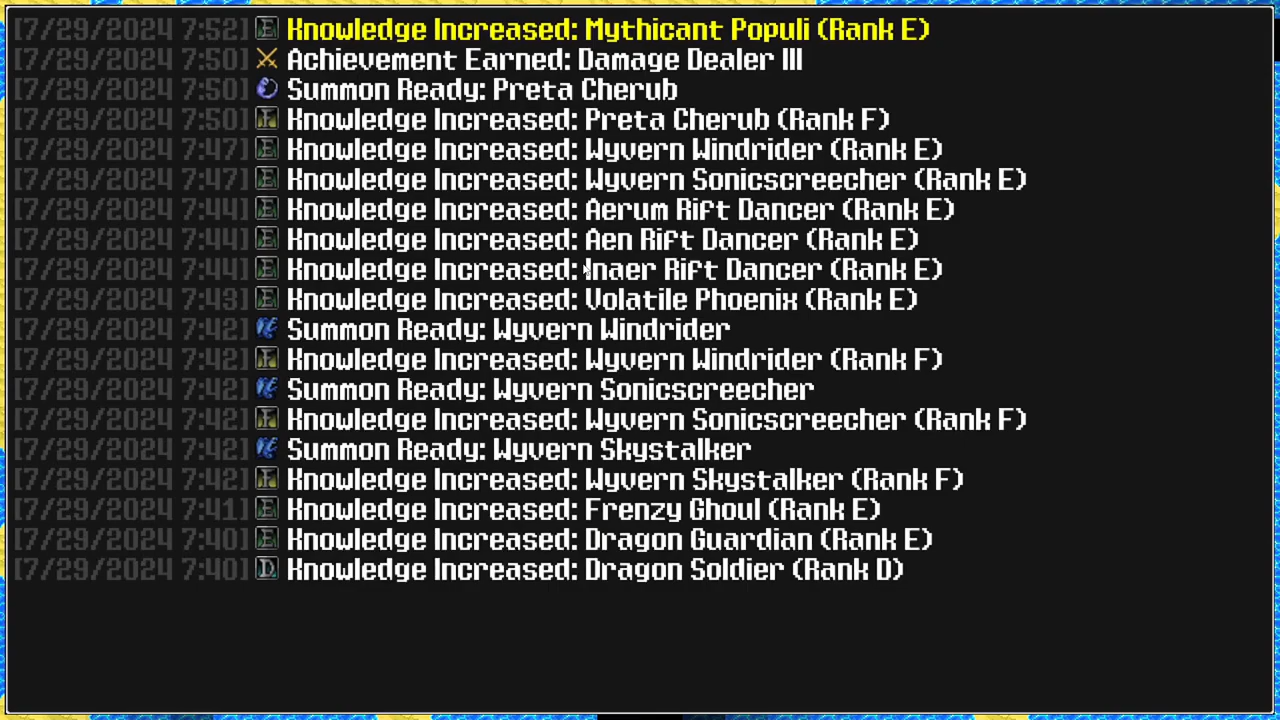 [7/29/2024 7:52] E Knowledge Increased: Mythicant Populi (Rank E)
[7/29/2024 7:50] Achievement Earned: Damage Dealer III
[7/29/2024 7:50] Summon Ready: Preta Cherub
[7/29/2024 7:50] F Knowledge Increased: Preta Cherub (Rank F)
[7/29/2024 7:47] E Knowledge Increased: Wyvern Windrider (Rank E)
[7/29/2024 7:47] E Knowledge Increased: Wyvern Sonicscreecher (Rank E)
[7/29/2024 7:44] E Knowledge Increased: Aerum Rift Dancer (Rank E)
[7/29/2024 7:44] E Knowledge Increased: Aen Rift Dancer (Rank E)
[7/29/2024 7:44] E Knowledge Increased: Inaer Rift Dancer (Rank E)
[7/29/2024 7:43] E Knowledge Increased: Volatile Phoenix (Rank E)
[7/29/2024 7:42] Summon Ready: Wyvern Windrider
[7/29/2024 7:42] F Knowledge Increased: Wyvern Windrider (Rank F)
[7/29/2024 7:42] Summon Ready: Wyvern Sonicscreecher
[7/29/2024 7:42] F Knowledge Increased: Wyvern Sonicscreecher (Rank F)
[7/29/2024 7:42] Summon Ready: Wyvern Skystalker
[7/29/2024 7:42] F Knowledge Increased: Wyvern Skystalker (Rank F)
[7/29/2024 7:41] E Knowledge Increased: Frenzy Ghoul (Rank E)
[7/29/2024 7:40] E Knowledge Increased: Dragon Guardian (Rank E)
[7/29/2024 7:40] D Knowledge Increased: Dragon Soldier (Rank D)